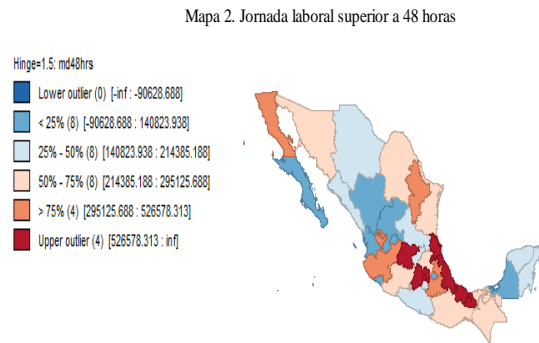 Mapa 2. Jornada laboral superior a 48 horas
Hinge=1.5: md48hrs
Lower outlier (0) [-inf : -90628.688]
< 25% (8) [-90628.688 : 140823.938]
25% - 50% (8) [140823.938 : 214385.188]
50% - 75% (8) [214385.188 : 295125.688]
> 75% (4) [295125.688 : 526578.313]
Upper outlier (4) [526578.313 : inf]